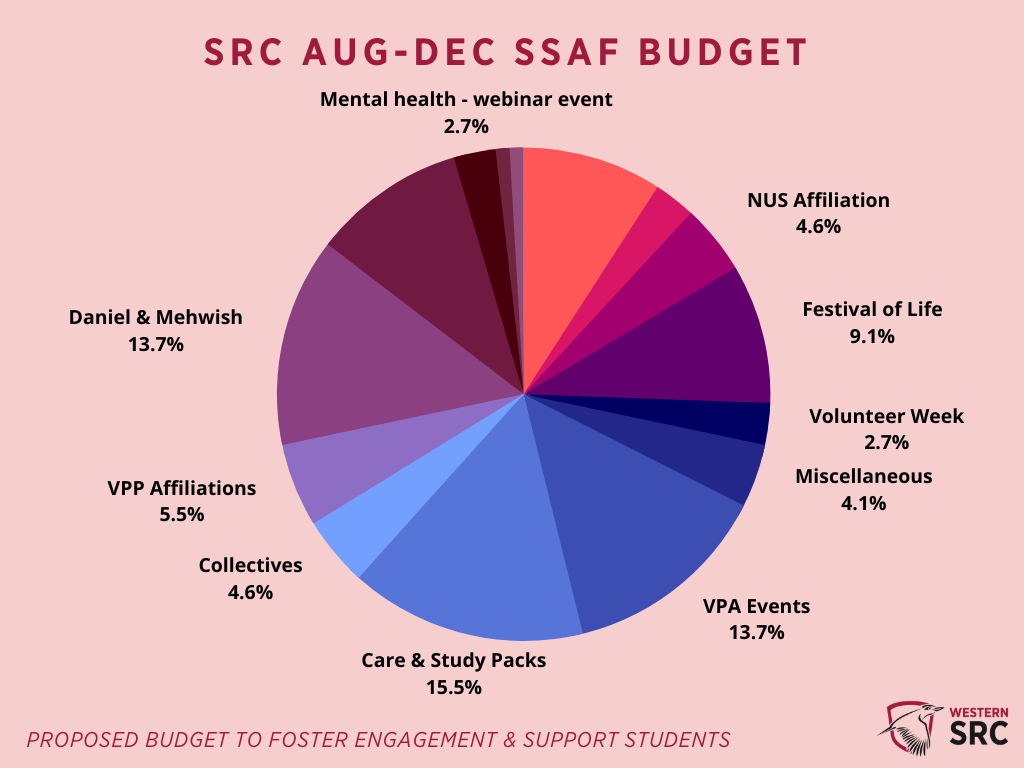 SRC AUG-DEC SSAF BUDGET
Mental health - webinar event
2.7%
NUS Affiliation
4.6%
Festival of Life
9.1%
Volunteer Week
2.7%
Miscellaneous
4.1%
VPA Events
13.7%
Care & Study Packs
15.5%
Collectives
4.6%
VPP Affiliations
5.5%
Daniel & Mehwish
13.7%
PROPOSED BUDGET TO FOSTER ENGAGEMENT & SUPPORT STUDENTS
WESTERN
SRC